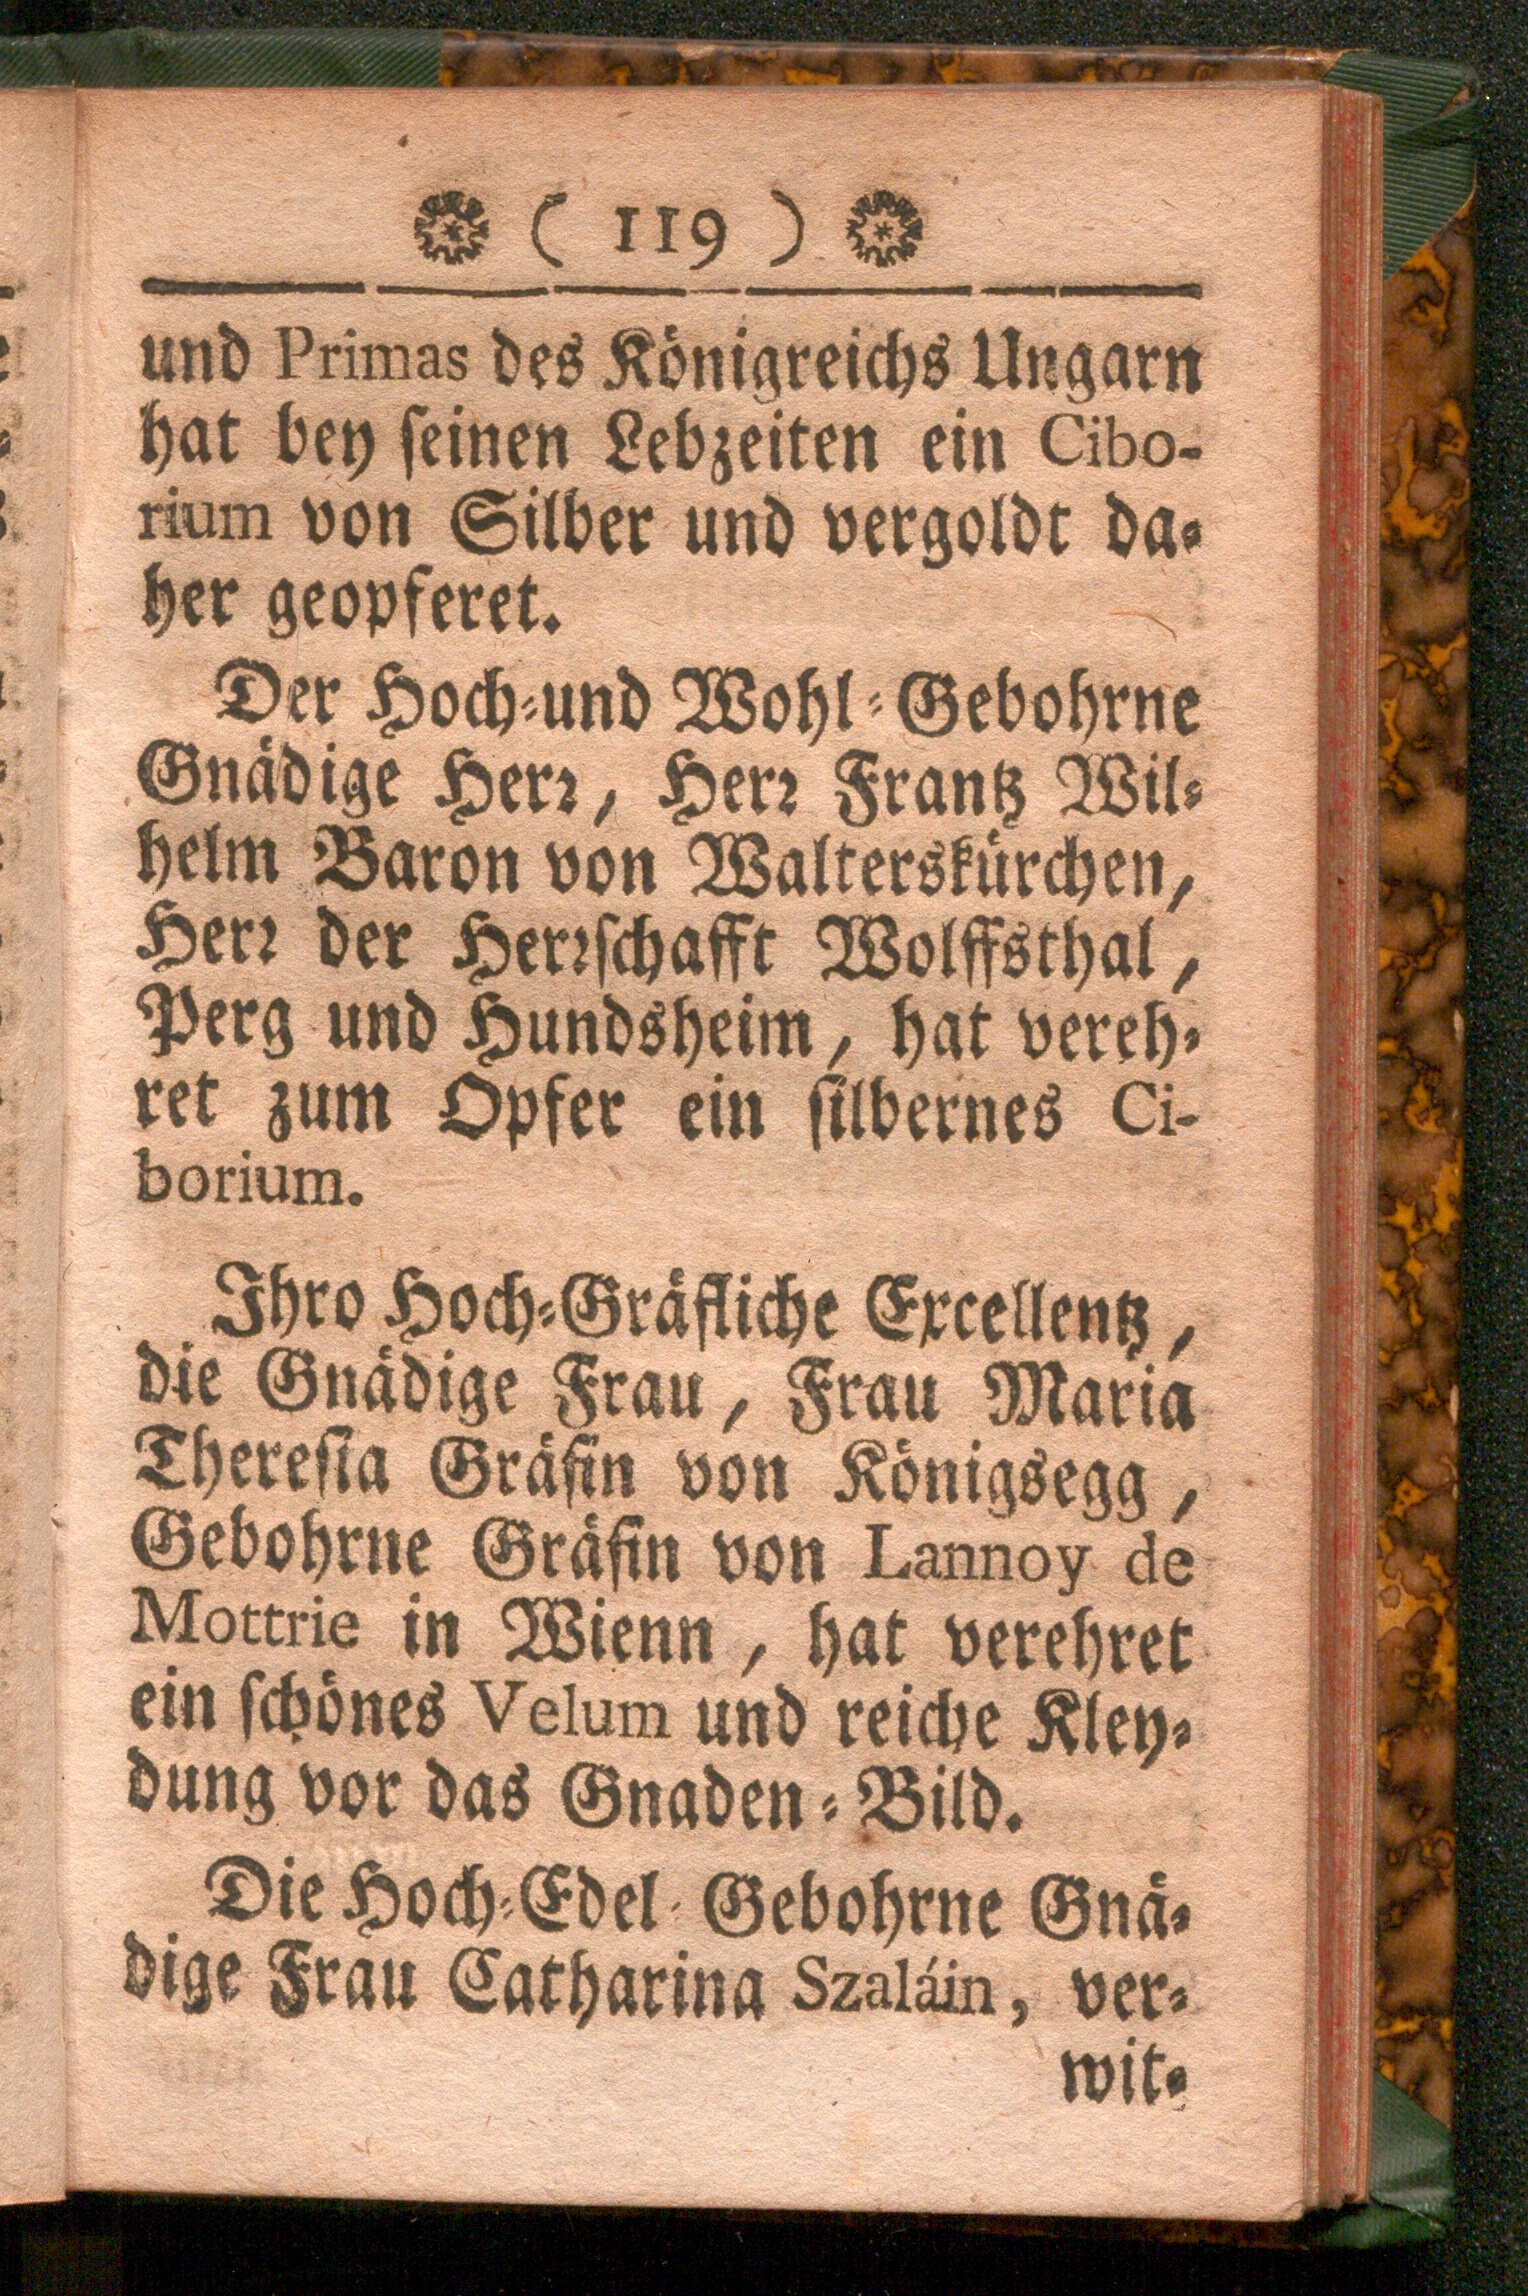 ( 119 )
und Primas des Königreichs Ungarn
hat bey ſeinen Lebzeiten ein Cibo-
rium von Silber und vergoldt da-
her geopferet.
Der Hoch-und Wohl-Gebohrne
Gnädige Herꝛ, Herꝛ Frantz Wil-
helm Baron von Walterskürchen,
Herꝛ der Herꝛſchafft Wolffsthal,
Perg und Hundsheim, hat vereh-
ret zum Opfer ein ſilbernes Ci-
borium.
Ihro Hoch-Gräfliche Excellentz,
die Gnädige Frau, Frau Maria
Thereſia Gräfin von Königsegg,
Gebohrne Gräfin von Lannoy de
Mottrie in Wienn, hat verehret
ein ſchönes Velum und reiche Kley-
dung vor das Gnaden-Bild.
Die Hoch-Edel-Gebohrne Gnä-
dige Frau Catharina Szaláin, ver-
wit-